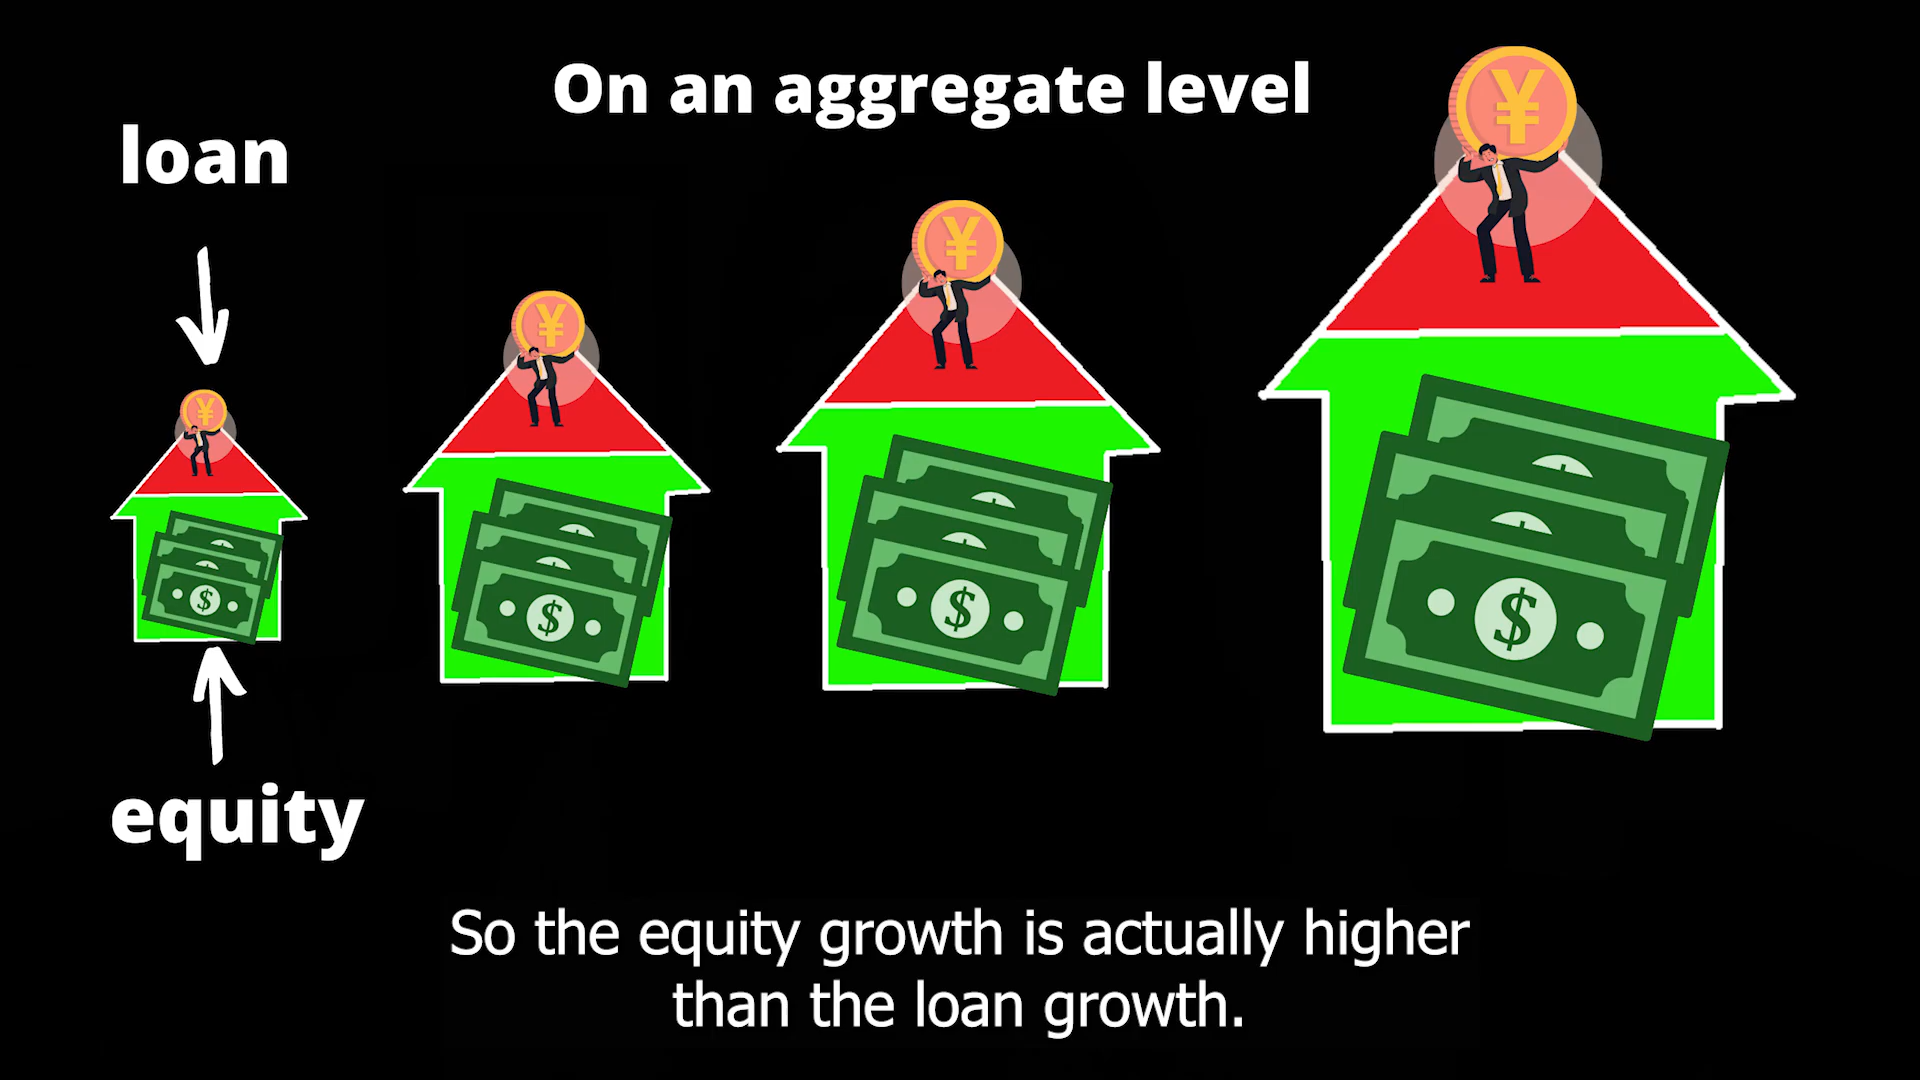 On an aggregate level
loan
¥
¥
¥
¥
$
$
$
$
equity
So the equity growth is actually higher
than the loan growth.